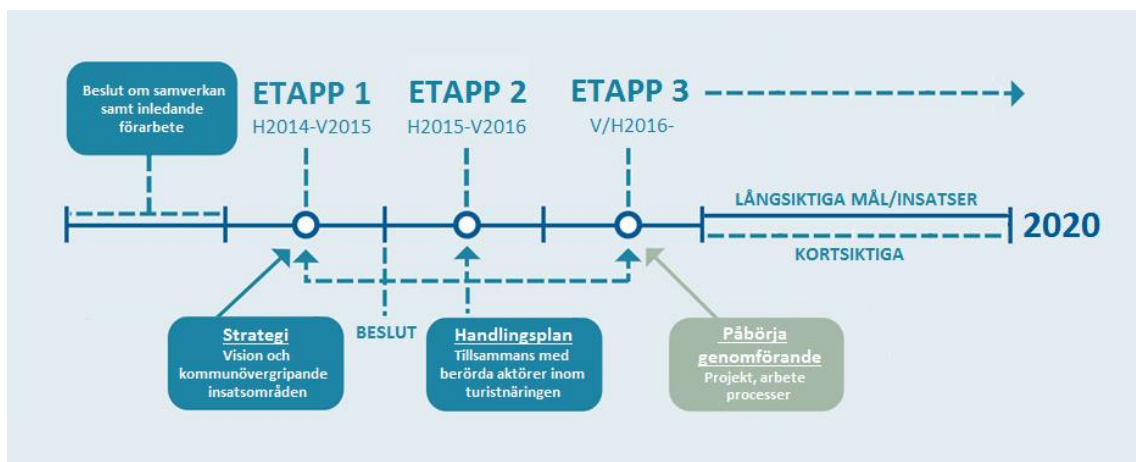 Beslut om samverkan
samt inledande
förarbete
ETAPP 1
H2014-V2015
ETAPP 2
H2015-V2016
ETAPP 3
V/H2016-
LÅNGSIKTIGA MÅL/INSATSER
KORTSIKTIGA
2020
Strategi
Vision och
kommunövergripande
insatsområden
BESLUT
Handlingsplan
Tillsammans med
berörda aktörer inom
turistnäringen
Påbörja
genomförande
Projekt, arbete
processer